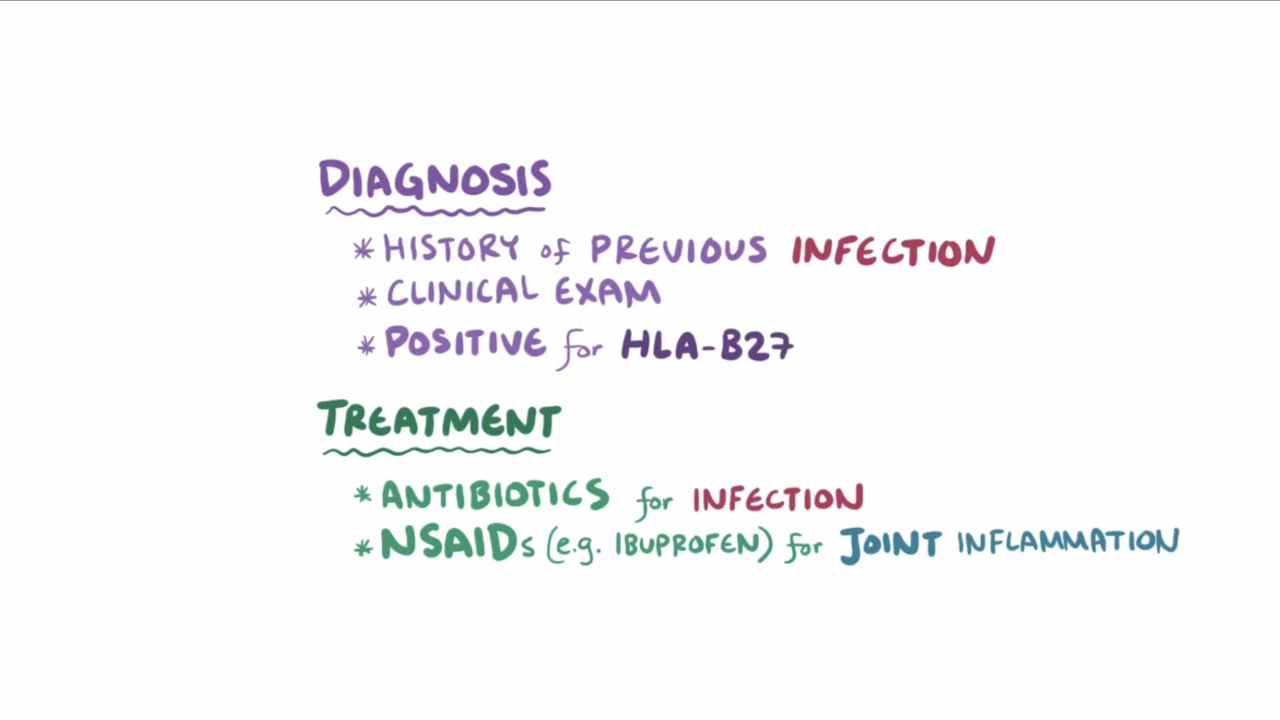 DIAGNOSIS
* HISTORY of PREVIOUS INFECTION
* CLINICAL EXAM
* POSITIVE for HLA-B27
TREATMENT
* ANTIBIOTICS for INFECTION
* NSAIDs (e.g. IBUPROFEN) for JOINT INFLAMMATION